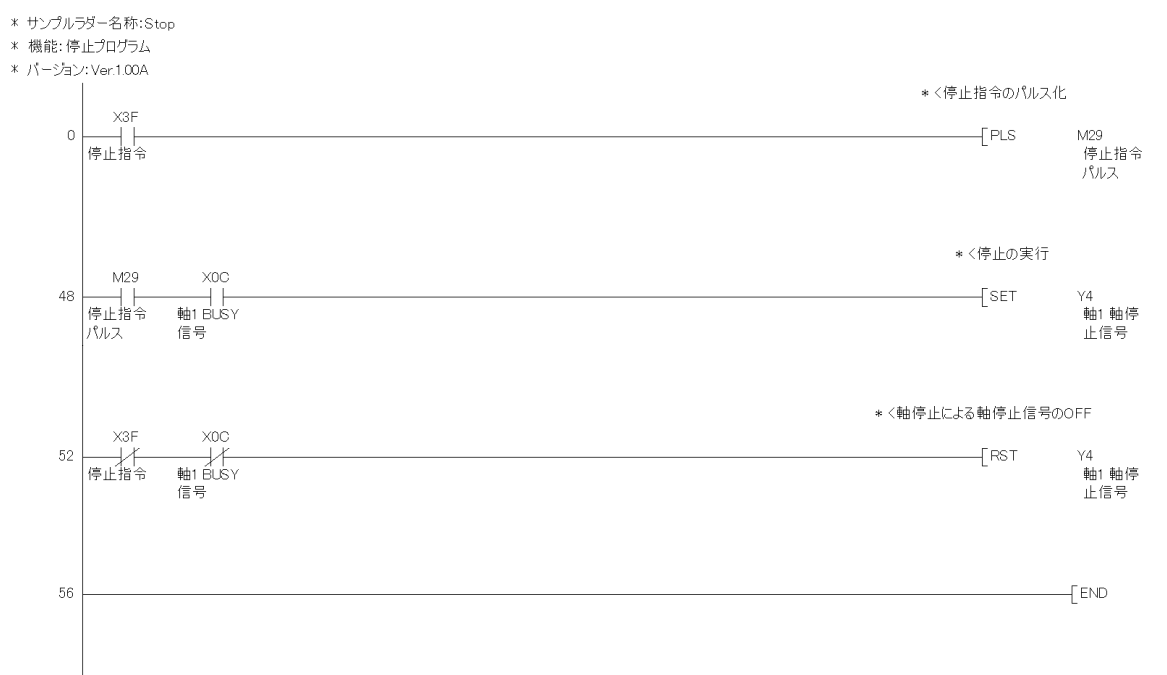 * サンプルラダー名称:Stop
* 機能:停止プログラム
* バージョン:Ver.1.00A
*<停止指令のパルス化
X3F
0
[PLS M29
停止指令
停止指令
パルス
*<停止の実行
M29 X0C
48
[SET Y4
停止指令 軸1 BUSY
パルス 信号
軸1 軸停
止信号
*<軸停止による軸停止信号のOFF
X3F X0C
52
[RST Y4
停止指令 軸1 BUSY
信号
軸1 軸停
止信号
56
[END